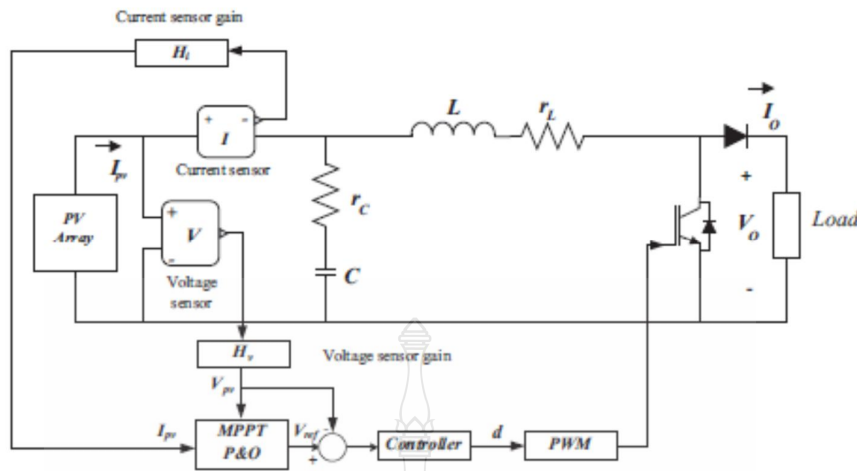 Current sensor gain
H_i
L
r_L
I_O
+ -
I
I_pv
Current sensor
r_C
+
PV
Array
+
V
-
V_O
Load
Voltage
sensor
C
-
H_v
Voltage sensor gain
V_pv
I_pv
MPPT
P&O
V_ref
-
+
Controller
d
PWM